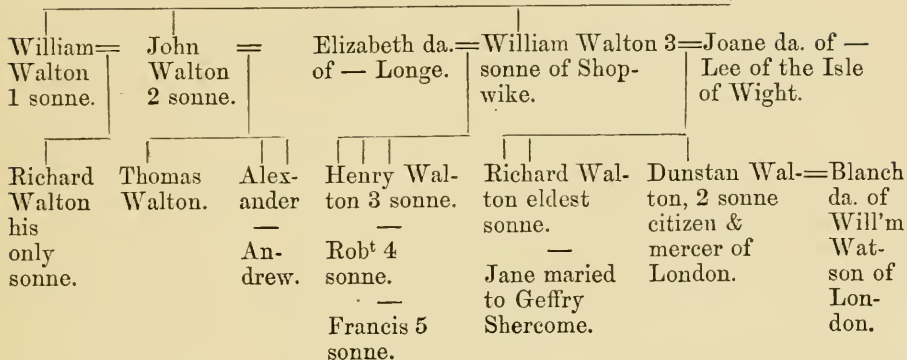 William=
Walton
1 sonne.
John =
Walton
2 sonne.
Elizabeth da.=William Walton 3=Joane da. of —
of — Longe.
sonne of Shop-
wike.
Lee of the Isle
of Wight.
Richard
Walton
his
only
sonne.
Thomas
Walton.
Alex-
ander
—
An-
drew.
Henry Wal-
ton 3 sonne.
—
Robᵗ 4
sonne.
—
Francis 5
sonne.
Richard Wal-
ton eldest
sonne.
—
Jane maried
to Geffry
Shercome.
Dunstan Wal-=Blanch
ton, 2 sonne
citizen &
mercer of
London.
da. of
Will'm
Wat-
son of
Lon-
don.